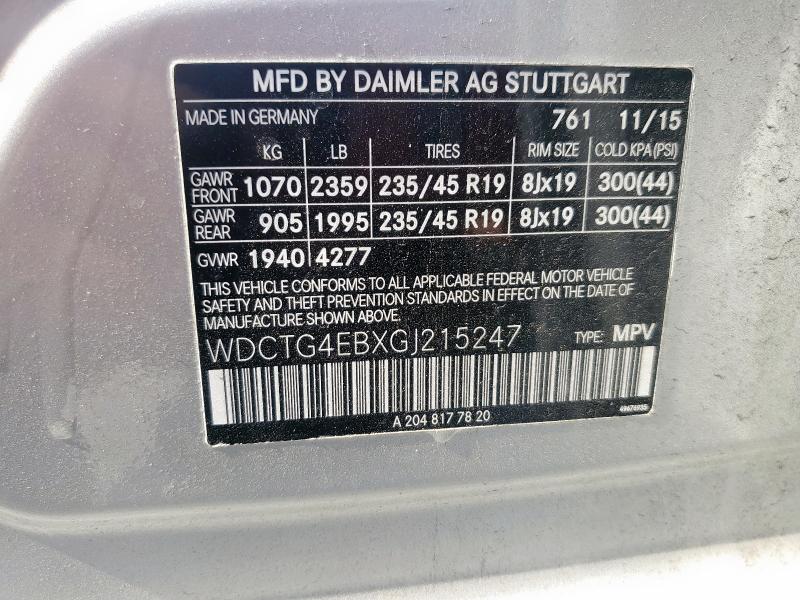 MFD BY DAIMLER AG STUTTGART
MADE IN GERMANY 761 11/15
KG LB TIRES RIM SIZE COLD KPA(PSI)
GAWR FRONT 1070 2359 235/45 R19 8Jx19 300(44)
GAWR REAR 905 1995 235/45 R19 8Jx19 300(44)
GVWR 1940 4277
THIS VEHICLE CONFORMS TO ALL APPLICABLE FEDERAL MOTOR VEHICLE
SAFETY AND THEFT PREVENTION STANDARDS IN EFFECT ON THE DATE OF
MANUFACTURE SHOWN ABOVE.
WDCTG4EBXGJ215247 TYPE: MPV
A 204 817 78 20